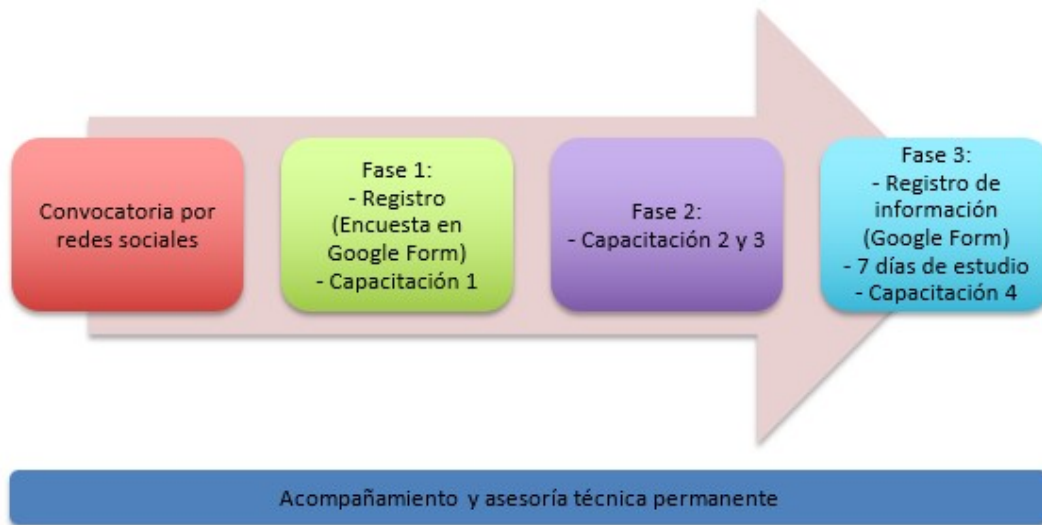 Convocatoria por
redes sociales
Fase 1:
- Registro
(Encuesta en
Google Form)
- Capacitación 1
Fase 2:
- Capacitación 2 y 3
Fase 3:
- Registro de
información
(Google Form)
- 7 días de estudio
- Capacitación 4
Acompañamiento y asesoría técnica permanente